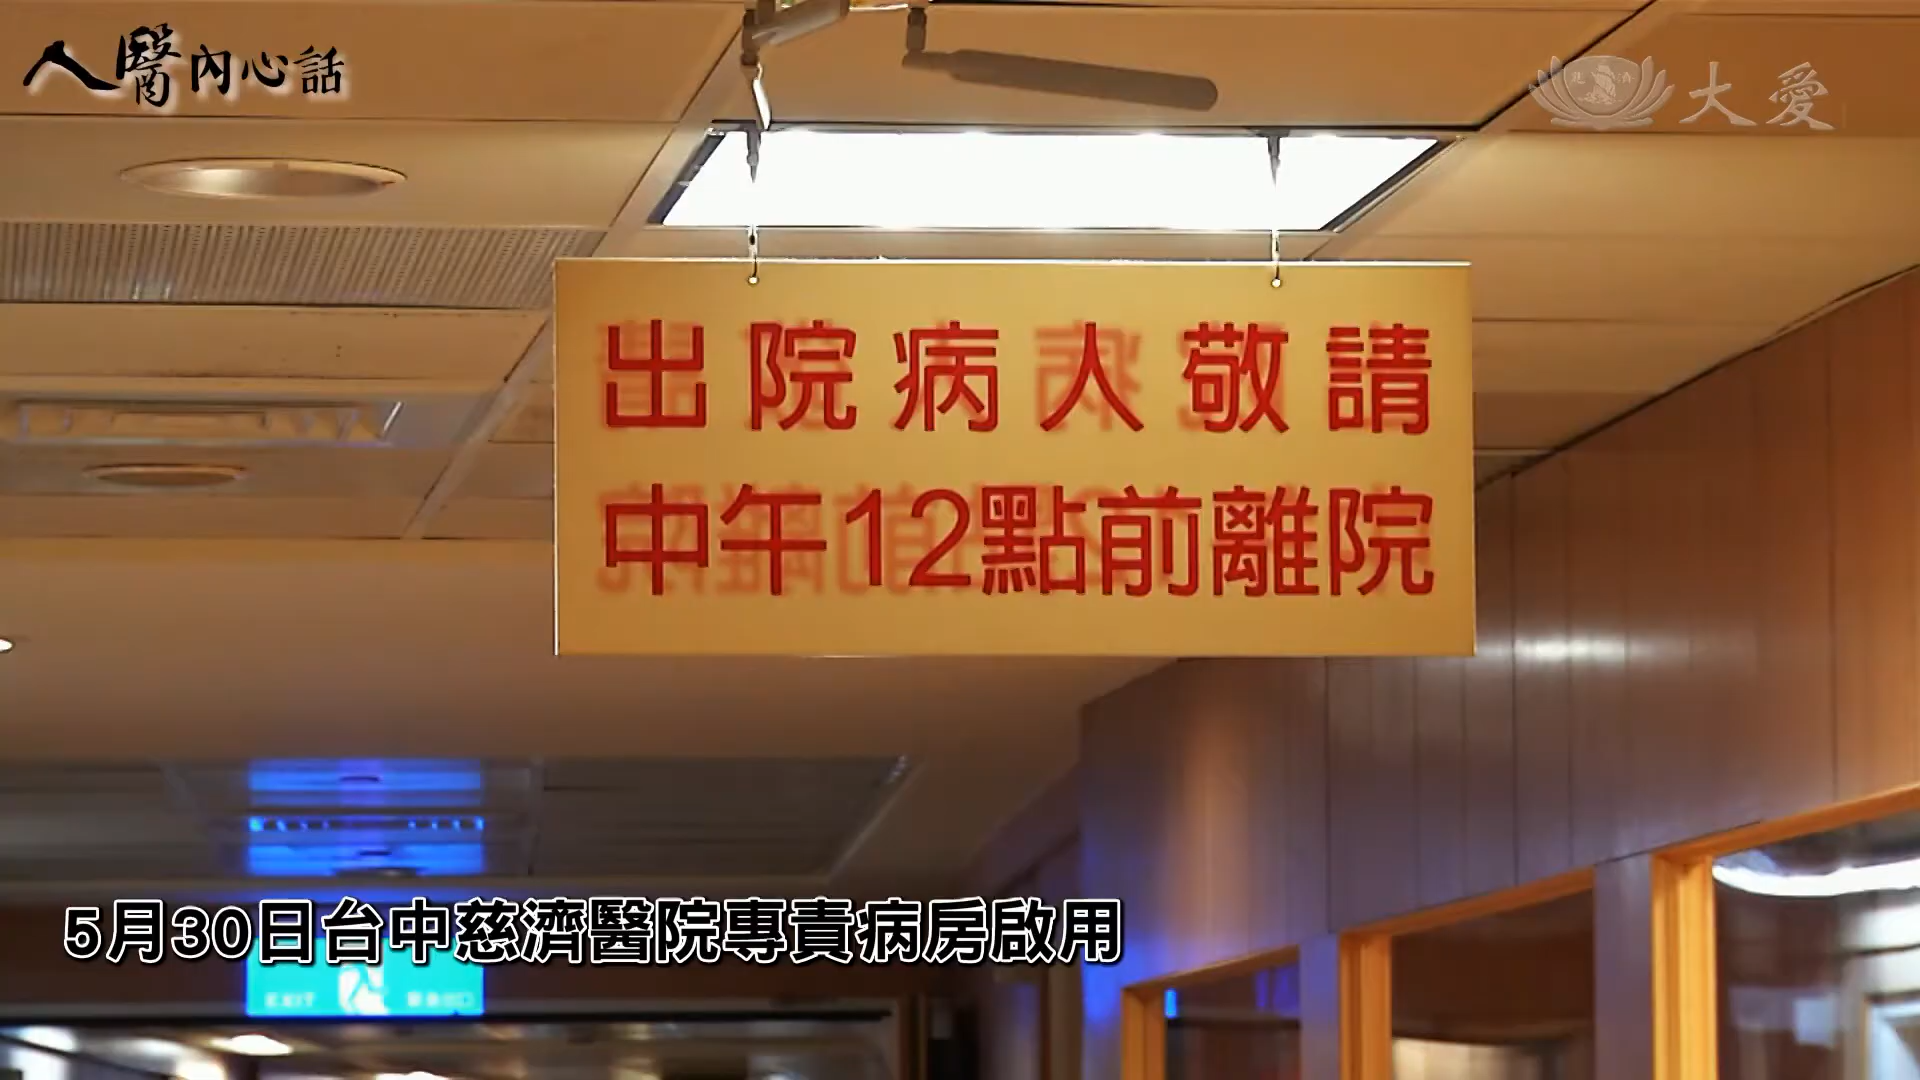 人醫內心話
大愛
出院病人敬請
中午12點前離院
5月30日台中慈濟醫院專責病房啟用
EXIT